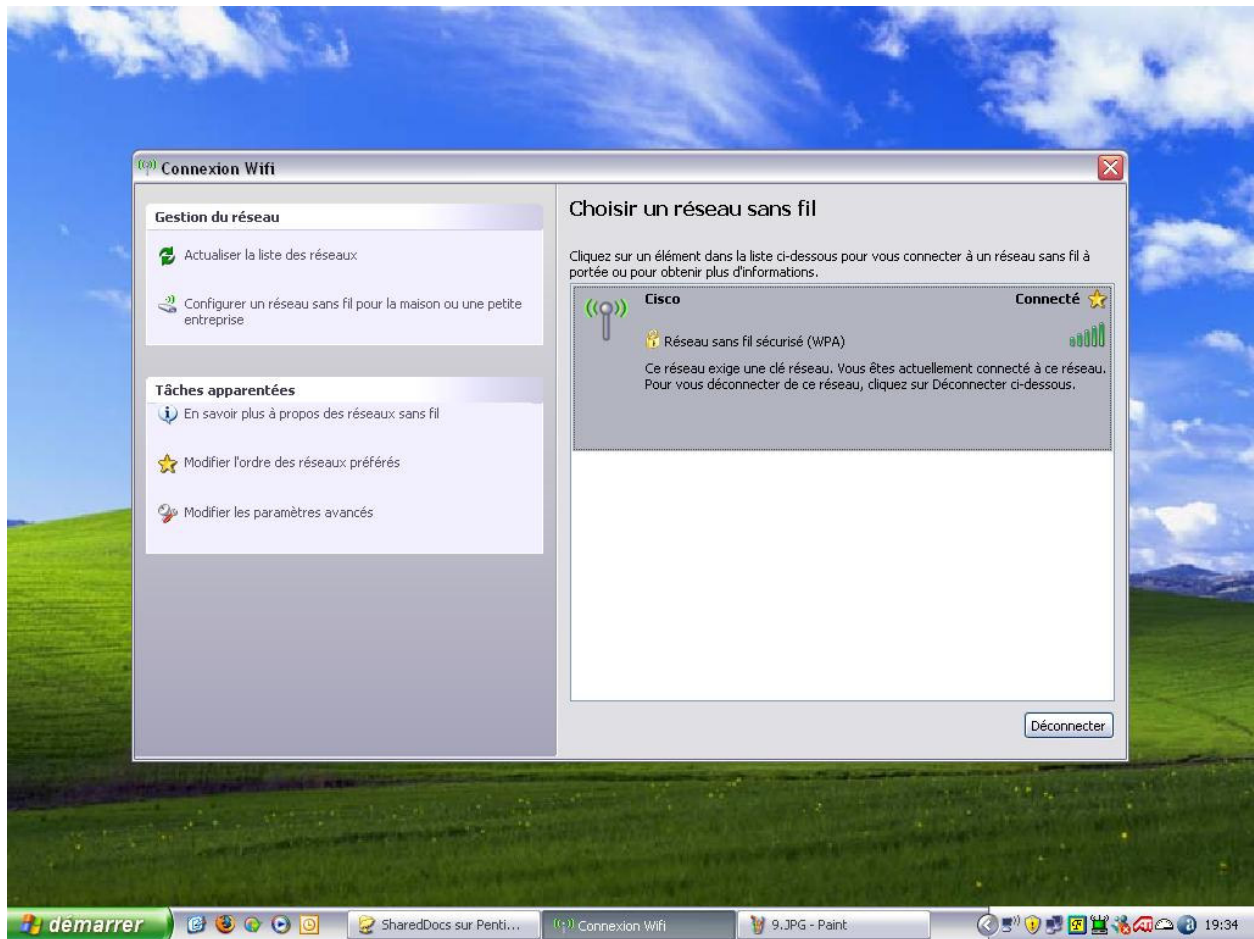 Connexion Wifi
Gestion du réseau
Actualiser la liste des réseaux
Configurer un réseau sans fil pour la maison ou une petite
entreprise
Tâches apparentées
En savoir plus à propos des réseaux sans fil
Modifier l'ordre des réseaux préférés
Modifier les paramètres avancés
Choisir un réseau sans fil
Cliquez sur un élément dans la liste ci-dessous pour vous connecter à un réseau sans fil à
portée ou pour obtenir plus d'informations.
Cisco Connecté
Réseau sans fil sécurisé (WPA)
Ce réseau exige une clé réseau. Vous êtes actuellement connecté à ce réseau.
Pour vous déconnecter de ce réseau, cliquez sur Déconnecter ci-dessous.
Déconnecter
démarrer SharedDocs sur Penti... Connexion Wifi 9.JPG - Paint 19:34